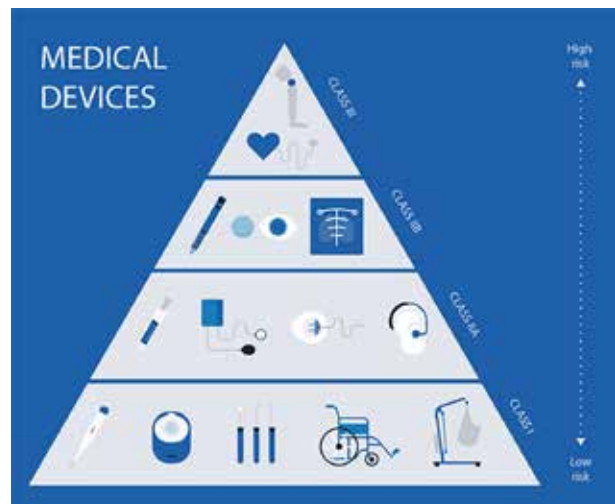 MEDICAL
DEVICES
High
risk
CLASS III
CLASS IIB
CLASS IIA
CLASS I
Low
risk